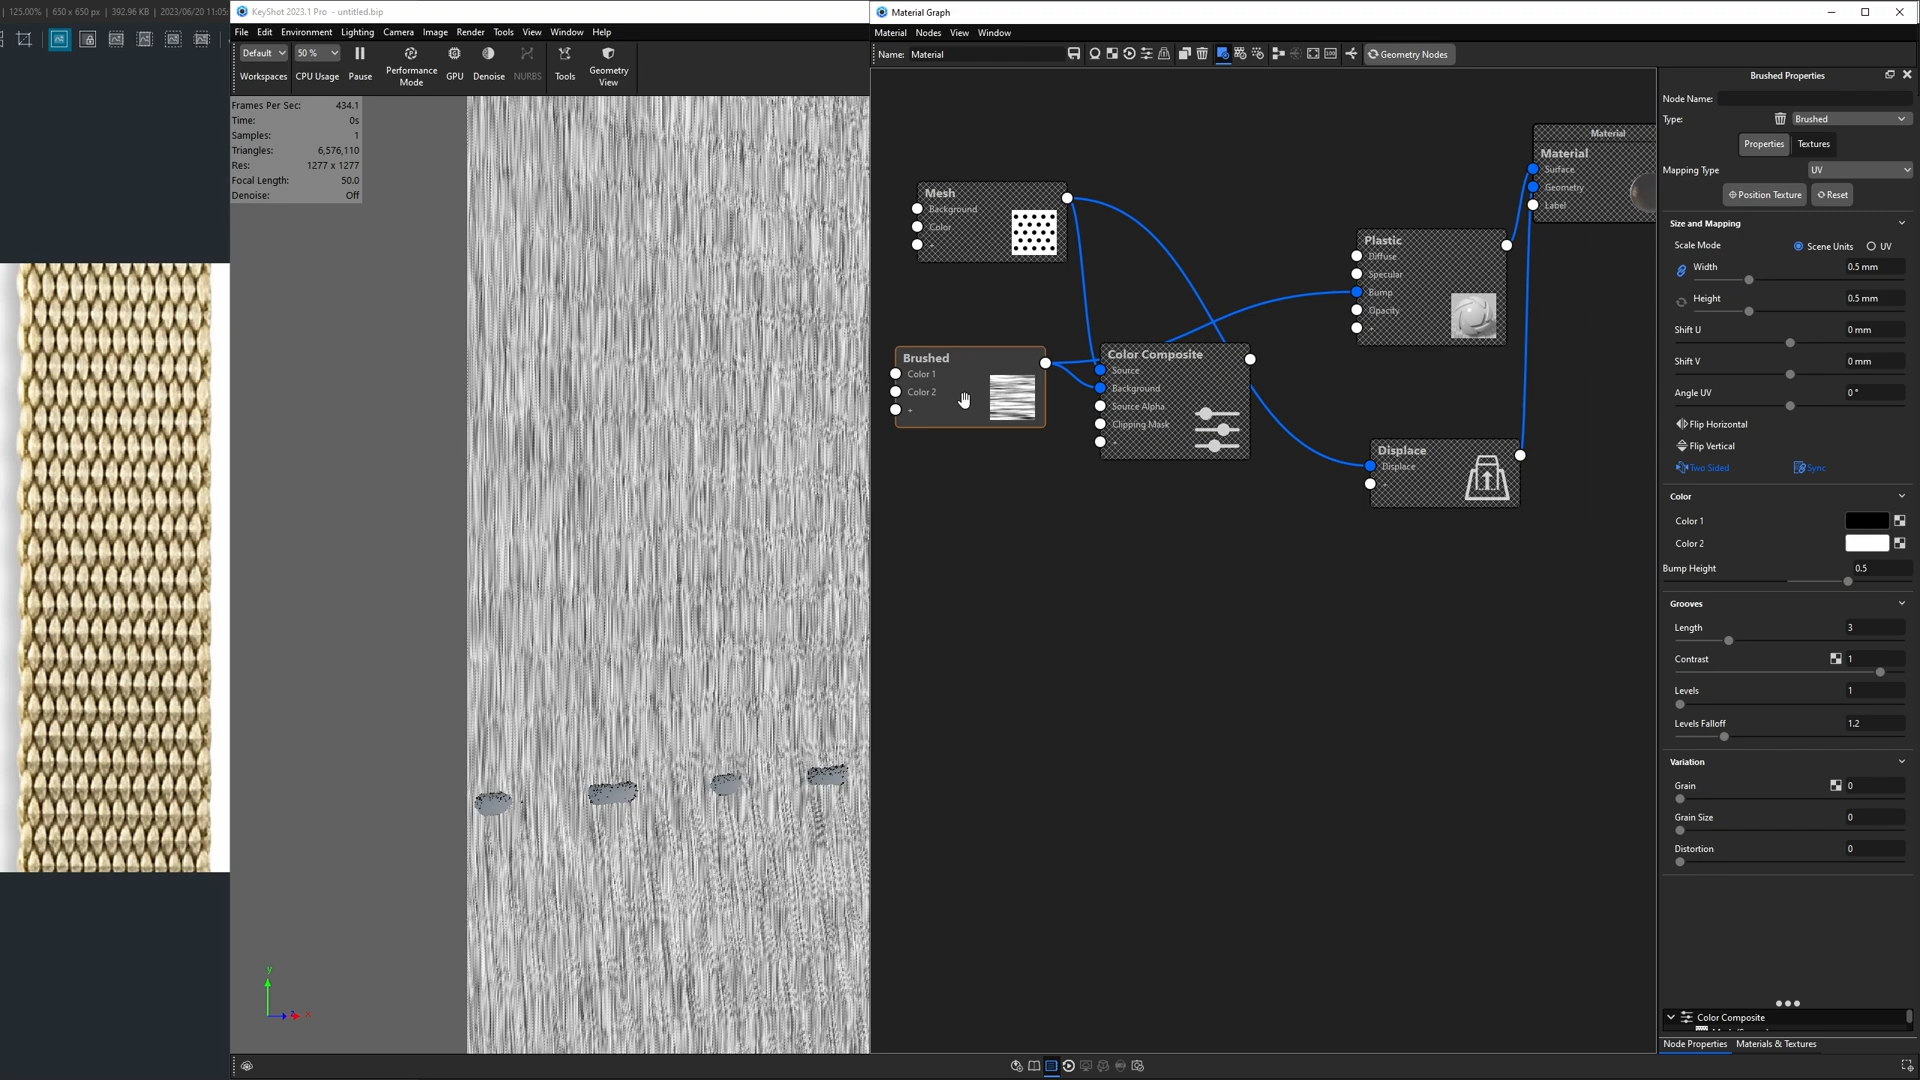 | 125.00% | 650 x 650 px | 392.96 KB | 2023/06/20 11:05:
KeyShot 2023.1 Pro - untitled.bip
File Edit Environment Lighting Camera Image Render Tools View Window Help
Default 50 %
Workspaces CPU Usage Pause Performance Mode GPU Denoise NURBS Tools Geometry View
Frames Per Sec: 434.1
Time: 0s
Samples: 1
Triangles: 6,576,110
Res: 1277 x 1277
Focal Length: 50.0
Denoise: Off
y
x
Material Graph
Material Nodes View Window
Name: Material
Geometry Nodes
Mesh
Background
Color
+
Brushed
Color 1
Color 2
+
Color Composite
Source
Background
Source Alpha
Clipping Mask
+
Plastic
Diffuse
Specular
Bump
Opacity
+
Displace
Displace
+
Material
Material
Surface
Geometry
Label
Brushed Properties
Node Name:
Type: Brushed
Properties Textures
Mapping Type UV
Position Texture Reset
Size and Mapping
Scale Mode Scene Units UV
Width 0.5 mm
Height 0.5 mm
Shift U 0 mm
Shift V 0 mm
Angle UV 0 °
Flip Horizontal
Flip Vertical
Two Sided Sync
Color
Color 1
Color 2
Bump Height 0.5
Grooves
Length 3
Contrast 1
Levels 1
Levels Falloff 1.2
Variation
Grain 0
Grain Size 0
Distortion 0
Color Composite
Node Properties Materials & Textures